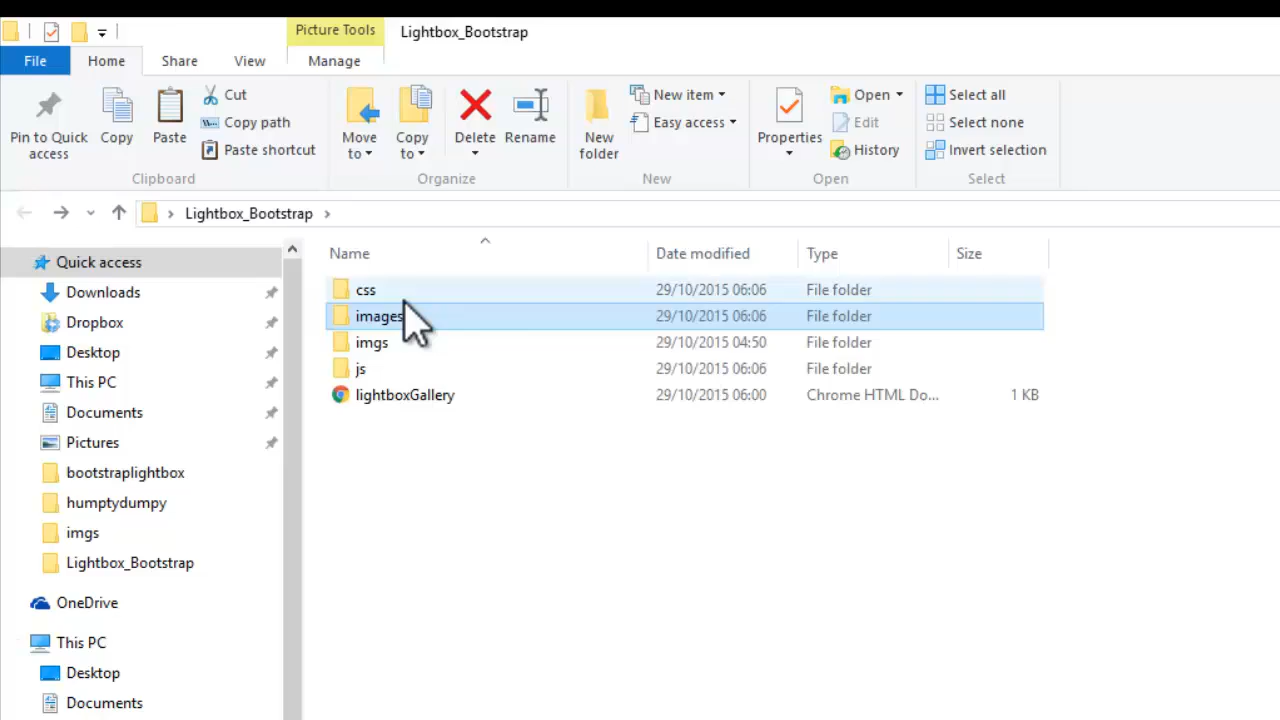 Picture Tools
Lightbox_Bootstrap
File
Home
Share
View
Manage
Pin to Quick access
Copy
Paste
Cut
Copy path
Paste shortcut
Clipboard
Move to
Copy to
Delete
Rename
Organize
New folder
New item
Easy access
New
Properties
Open
Edit
History
Open
Select all
Select none
Invert selection
Select
Lightbox_Bootstrap
Quick access
Downloads
Dropbox
Desktop
This PC
Documents
Pictures
bootstraplightbox
humptydumpy
imgs
Lightbox_Bootstrap
OneDrive
This PC
Desktop
Documents
Name Date modified Type Size
css 29/10/2015 06:06 File folder
images 29/10/2015 06:06 File folder
imgs 29/10/2015 04:50 File folder
js 29/10/2015 06:06 File folder
lightboxGallery 29/10/2015 06:00 Chrome HTML Do... 1 KB